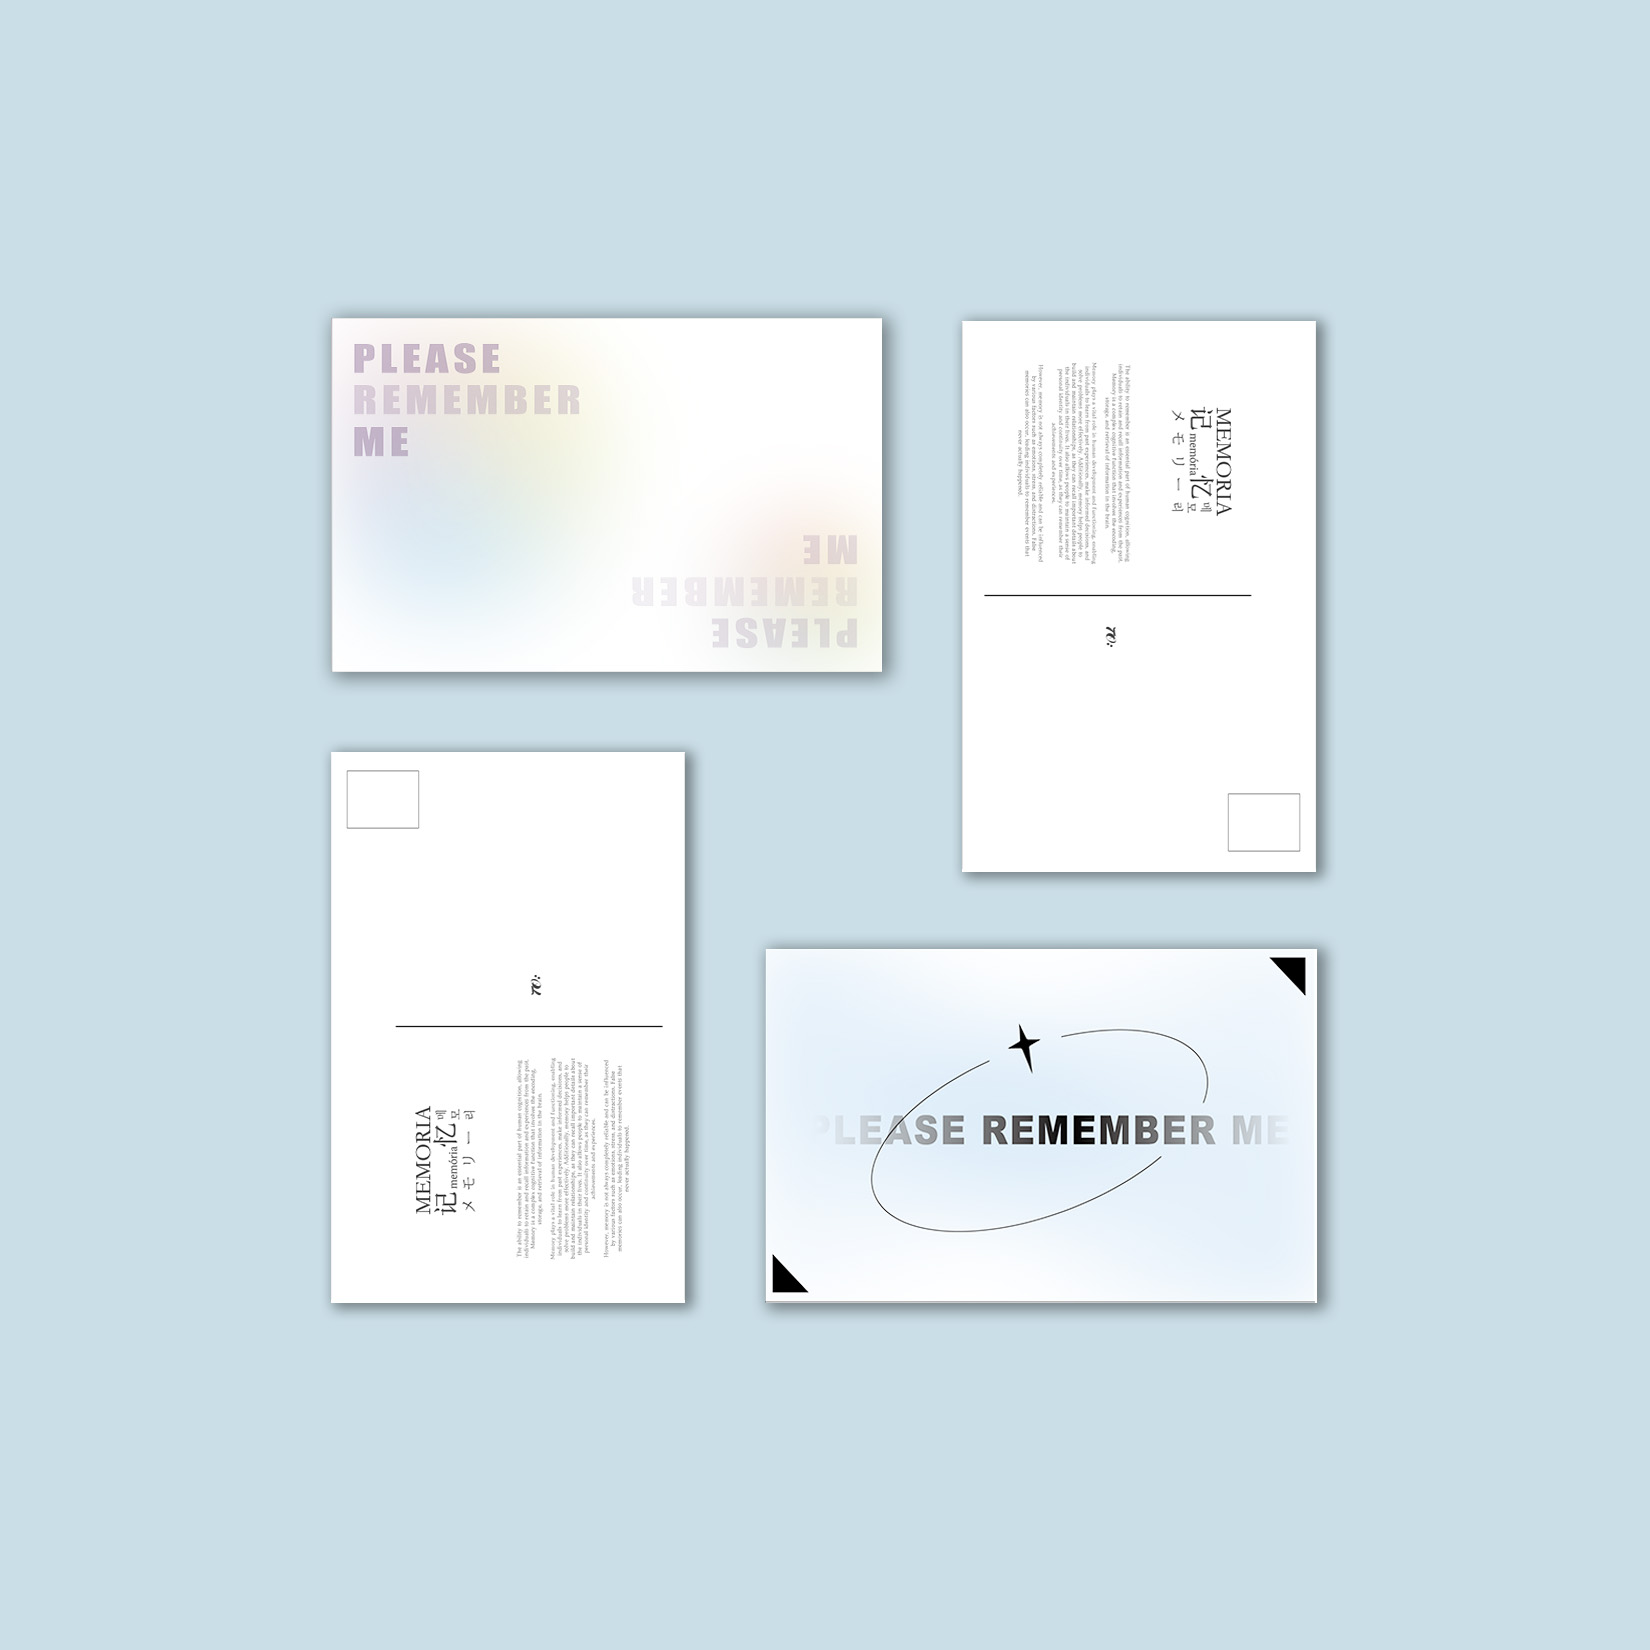 PLEASE
REMEMBER
ME
PLEASE
REMEMBER
ME
MEMORIA
记 memória 忆 메모
メモリー 리
The ability to remember is an essential part of human cognition, allowing
individuals to retain and recall information and experiences from the past.
Memory is a complex cognitive function that involves the encoding,
storage, and retrieval of information in the brain.
Memory plays a vital role in human development and functioning, enabling
individuals to learn from past experiences, make informed decisions, and
solve problems more effectively. Additionally, memory helps people to
build and maintain relationships, as they can recall important details about
the individuals in their lives. It also allows people to maintain a sense of
personal identity and continuity over time, as they can remember their
achievements and experiences.
However, memory is not always completely reliable and can be influenced
by various factors such as emotions, stress, and distractions. False
memories can also occur, leading individuals to remember events that
never actually happened.
TO:
MEMORIA
记 memória 忆 메모
メモリー 리
The ability to remember is an essential part of human cognition, allowing
individuals to retain and recall information and experiences from the past.
Memory is a complex cognitive function that involves the encoding,
storage, and retrieval of information in the brain.
Memory plays a vital role in human development and functioning, enabling
individuals to learn from past experiences, make informed decisions, and
solve problems more effectively. Additionally, memory helps people to
build and maintain relationships, as they can recall important details about
the individuals in their lives. It also allows people to maintain a sense of
personal identity and continuity over time, as they can remember their
achievements and experiences.
However, memory is not always completely reliable and can be influenced
by various factors such as emotions, stress, and distractions. False
memories can also occur, leading individuals to remember events that
never actually happened.
TO:
PLEASE REMEMBER ME